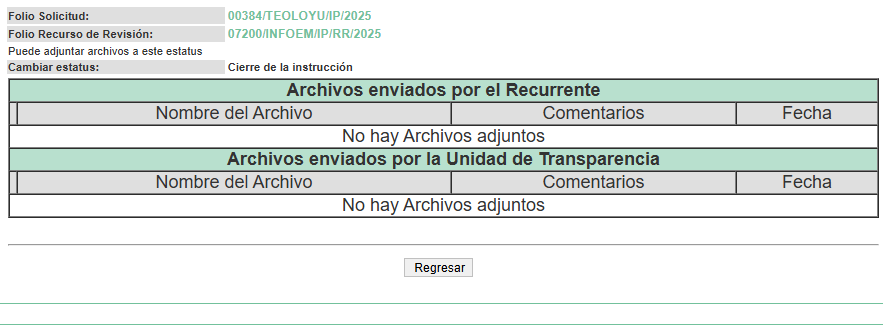 Folio Solicitud: 00384/TEOLOYU/IP/2025
Folio Recurso de Revisión: 07200/INFOEM/IP/RR/2025
Puede adjuntar archivos a este estatus
Cambiar estatus: Cierre de la instrucción
Archivos enviados por el Recurrente
Nombre del Archivo Comentarios Fecha
No hay Archivos adjuntos
Archivos enviados por la Unidad de Transparencia
Nombre del Archivo Comentarios Fecha
No hay Archivos adjuntos
Regresar